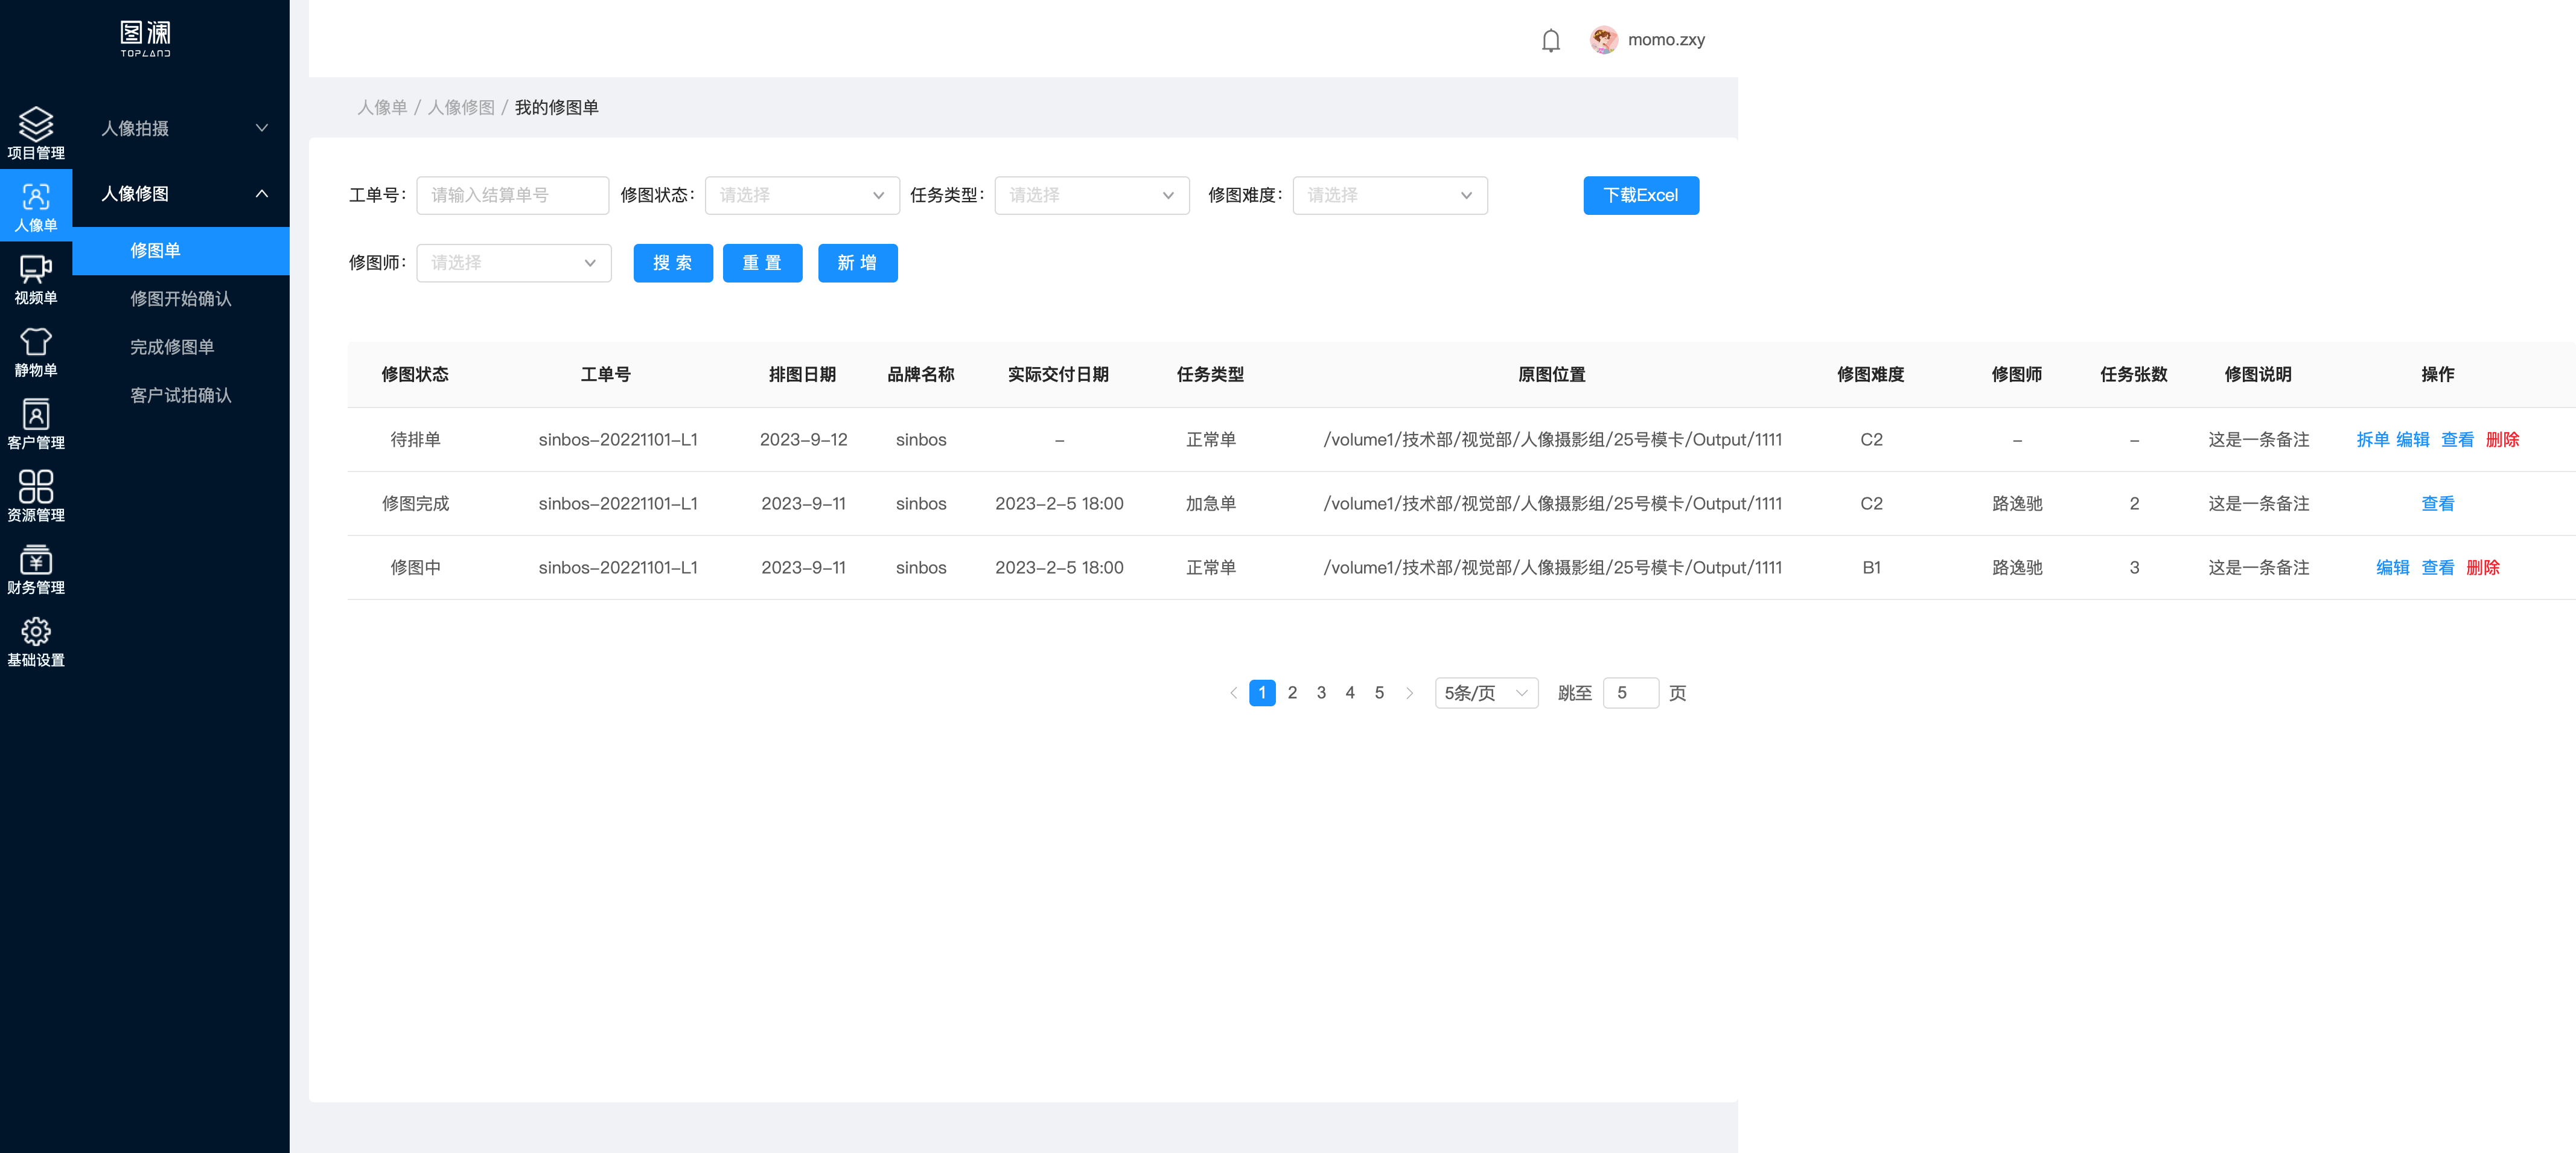 图澜
TOPLAND
项目管理
人像单
视频单
静物单
客户管理
资源管理
财务管理
基础设置
人像拍摄
人像修图
修图单
修图开始确认
完成修图单
客户试拍确认
momo.zxy
人像单 / 人像修图 / 我的修图单
工单号： 请输入结算单号 修图状态： 请选择 任务类型： 请选择 修图难度： 请选择 下载Excel
修图师： 请选择 搜 索 重 置 新 增
修图状态 工单号 排图日期 品牌名称 实际交付日期 任务类型 原图位置 修图难度 修图师 任务张数 修图说明 操作
待排单 sinbos-20221101-L1 2023-9-12 sinbos – 正常单 /volume1/技术部/视觉部/人像摄影组/25号模卡/Output/1111 C2 – – 这是一条备注 拆单 编辑 查看 删除
修图完成 sinbos-20221101-L1 2023-9-11 sinbos 2023-2-5 18:00 加急单 /volume1/技术部/视觉部/人像摄影组/25号模卡/Output/1111 C2 路逸驰 2 这是一条备注 查看
修图中 sinbos-20221101-L1 2023-9-11 sinbos 2023-2-5 18:00 正常单 /volume1/技术部/视觉部/人像摄影组/25号模卡/Output/1111 B1 路逸驰 3 这是一条备注 编辑 查看 删除
1 2 3 4 5 5条/页 跳至 5 页